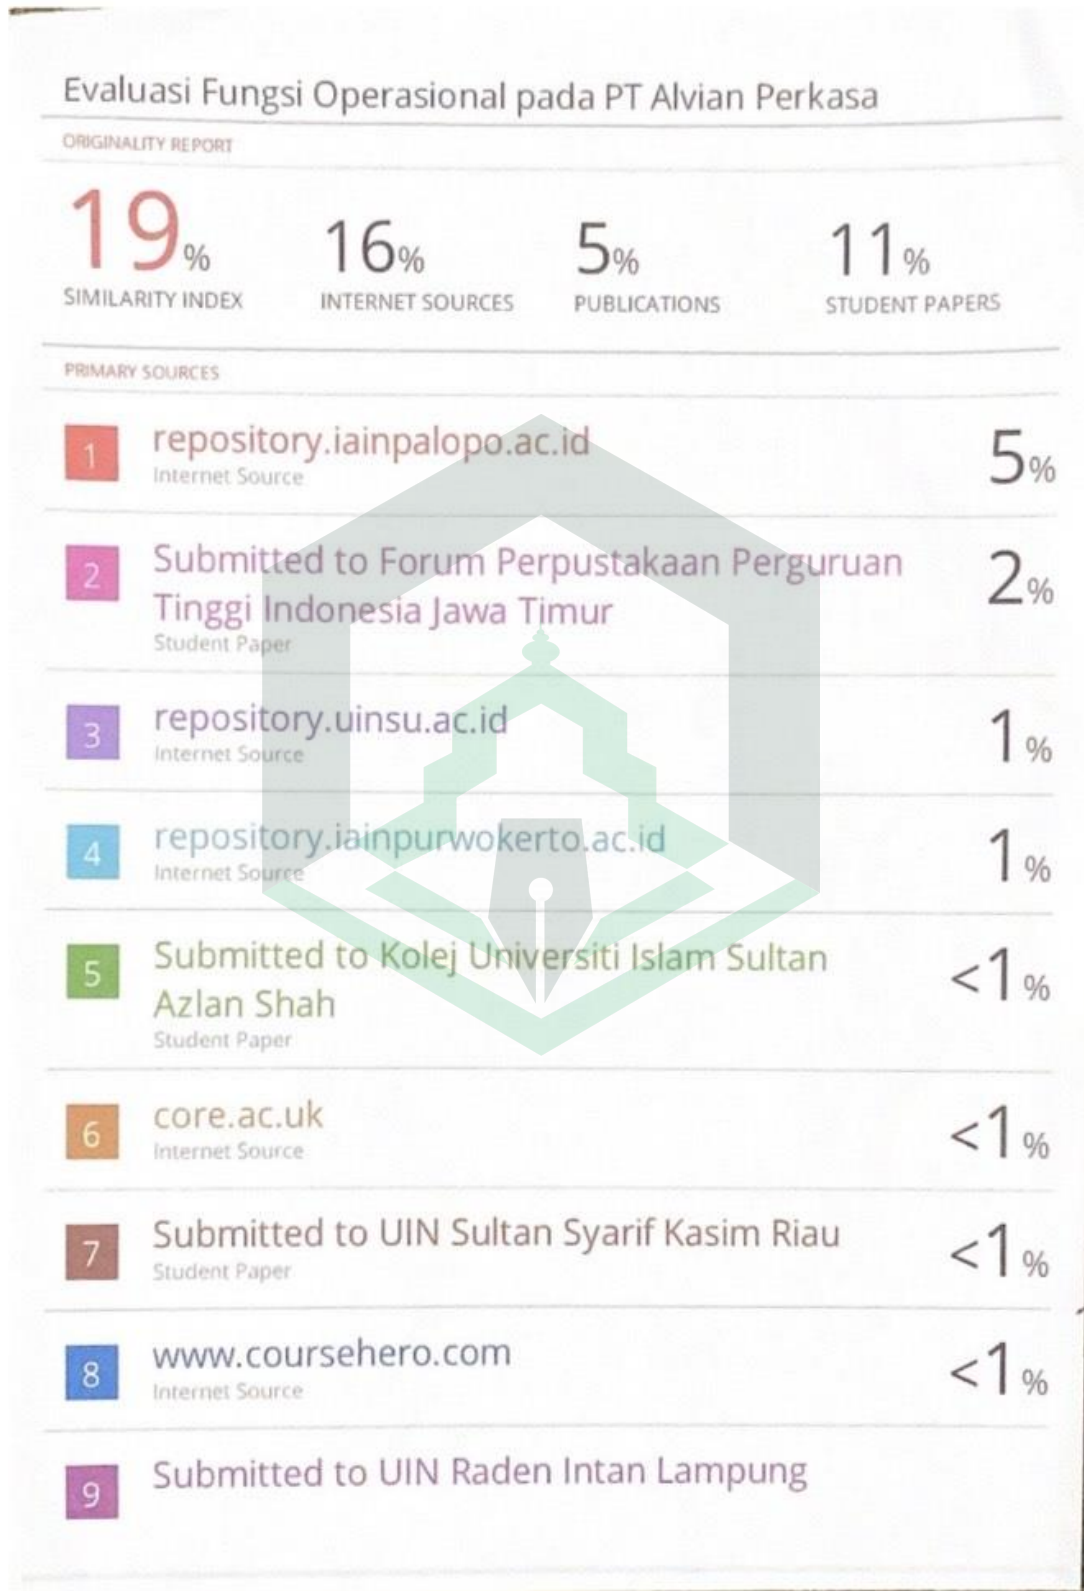 Evaluasi Fungsi Operasional pada PT Alvian Perkasa
ORIGINALITY REPORT
19%
SIMILARITY INDEX
16%
INTERNET SOURCES
5%
PUBLICATIONS
11%
STUDENT PAPERS
PRIMARY SOURCES
1
repository.iainpalopo.ac.id
Internet Source
5%
2
Submitted to Forum Perpustakaan Perguruan
Tinggi Indonesia Jawa Timur
Student Paper
2%
3
repository.uinsu.ac.id
Internet Source
1%
4
repository.iainpurwokerto.ac.id
Internet Source
1%
5
Submitted to Kolej Universiti Islam Sultan
Azlan Shah
Student Paper
<1%
6
core.ac.uk
Internet Source
<1%
7
Submitted to UIN Sultan Syarif Kasim Riau
Student Paper
<1%
8
www.coursehero.com
Internet Source
<1%
9
Submitted to UIN Raden Intan Lampung